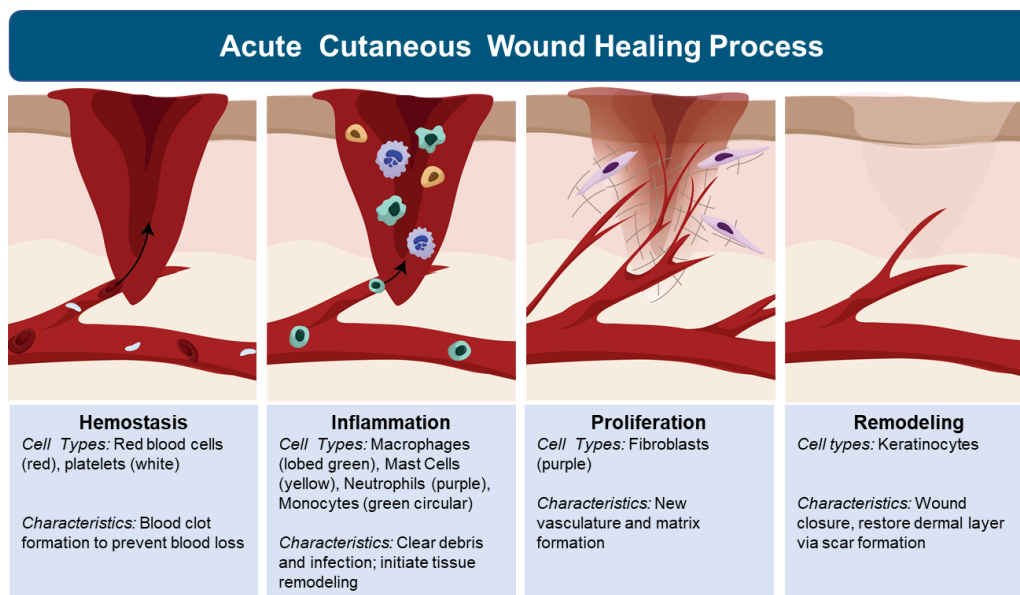 Acute Cutaneous Wound Healing Process
Hemostasis
Cell Types: Red blood cells
(red), platelets (white)
Characteristics: Blood clot
formation to prevent blood loss
Inflammation
Cell Types: Macrophages
(lobed green), Mast Cells
(yellow), Neutrophils (purple),
Monocytes (green circular)
Characteristics: Clear debris
and infection; initiate tissue
remodeling
Proliferation
Cell Types: Fibroblasts
(purple)
Characteristics: New
vasculature and matrix
formation
Remodeling
Cell types: Keratinocytes
Characteristics: Wound
closure, restore dermal layer
via scar formation